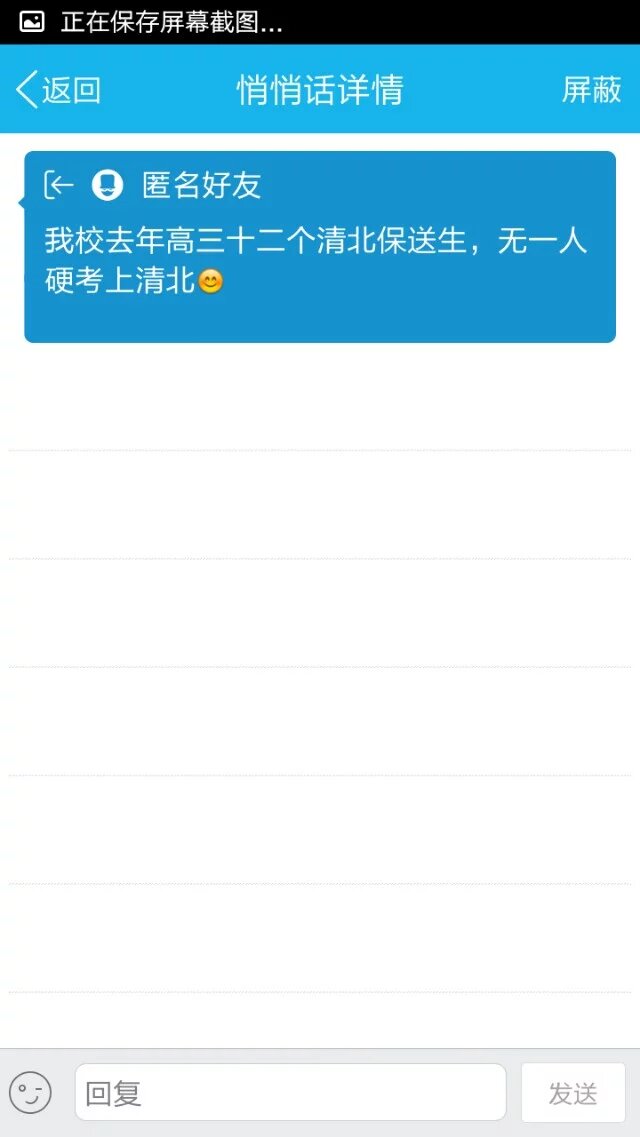 正在保存屏幕截图...
返回
悄悄话详情
屏蔽
匿名好友
我校去年高三十二个清北保送生，无一人
硬考上清北😊
回复
发送